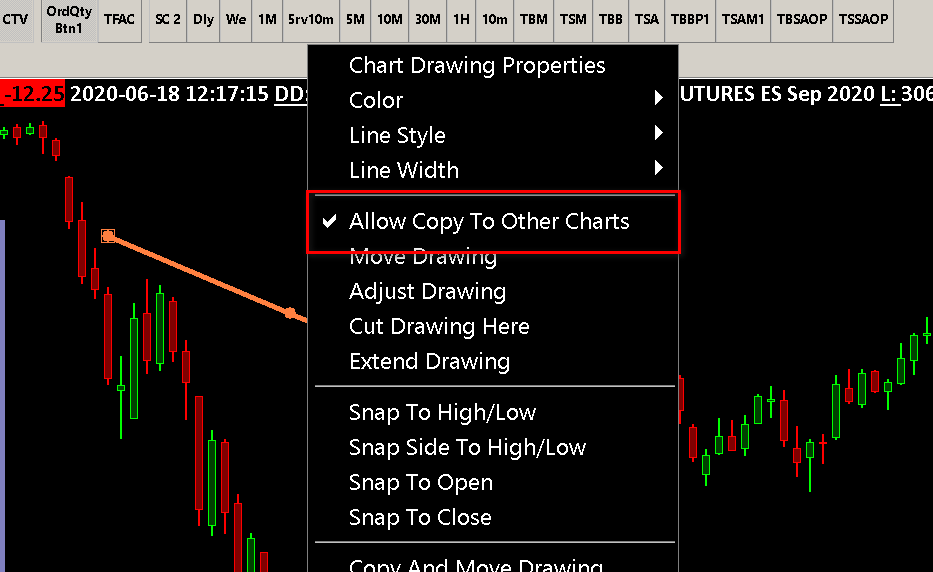 CTV OrdQty Btn1 TFAC SC 2 Dly We 1M 5rv10m 5M 10M 30M 1H 10m TBM TSM TBB TSA TBBP1 TSAM1 TBSAOP TSSAOP
-12.25 2020-06-18 12:17:15 DD: UTURES ES Sep 2020 L: 306
Chart Drawing Properties
Color
Line Style
Line Width
Allow Copy To Other Charts
Move Drawing
Adjust Drawing
Cut Drawing Here
Extend Drawing
Snap To High/Low
Snap Side To High/Low
Snap To Open
Snap To Close
Copy And Move Drawing